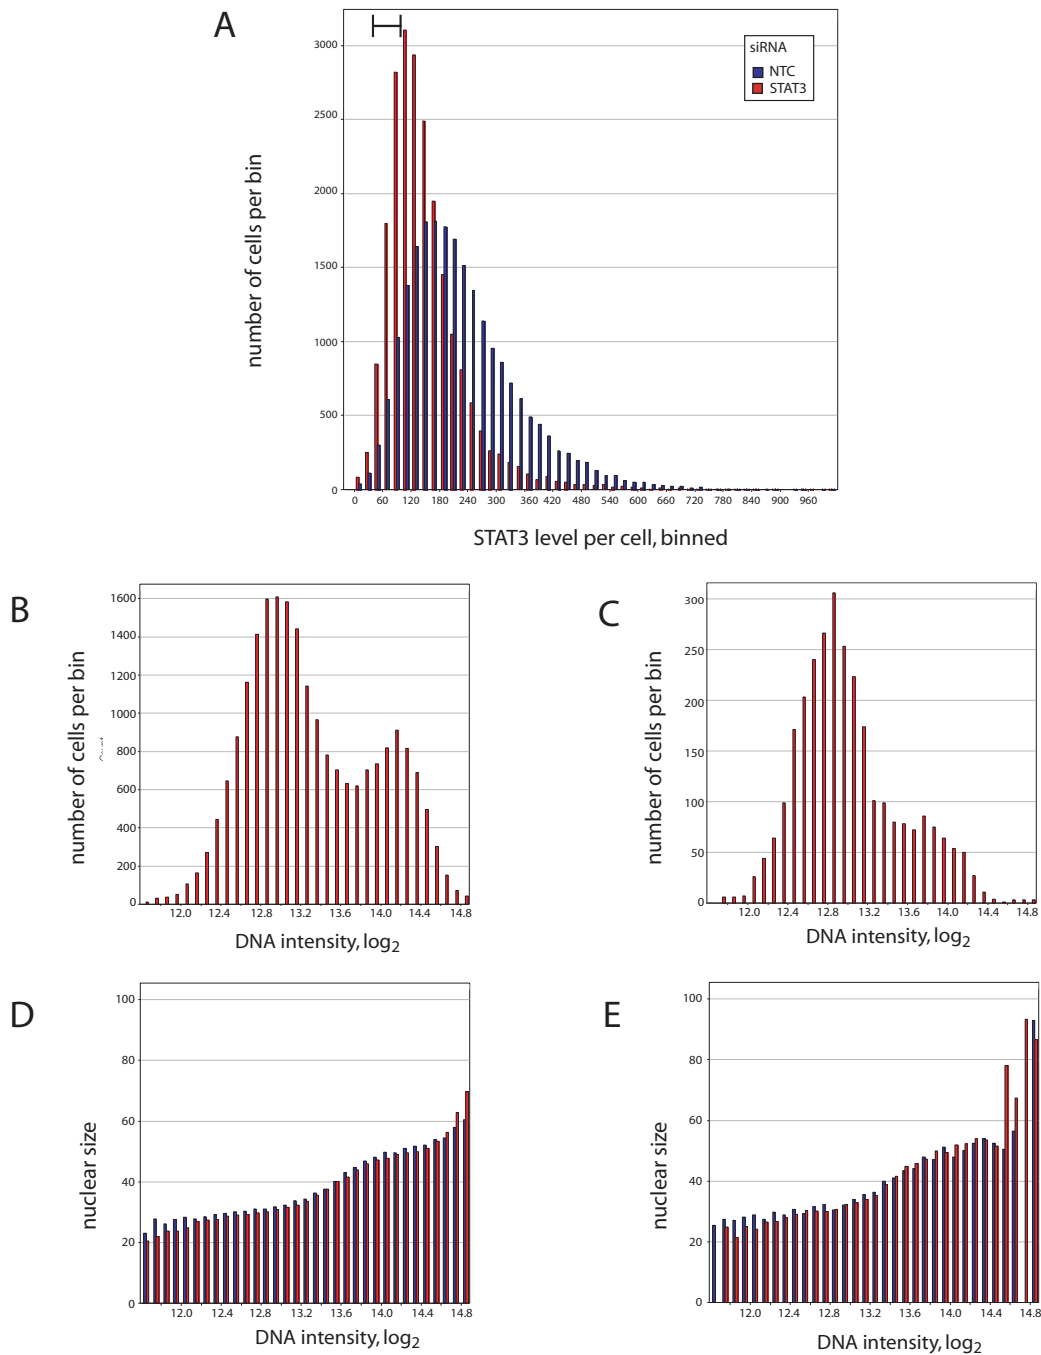 A
siRNA
NTC
STAT3
number of cells per bin
3000
2500
2000
1500
1000
500
0
0 60 120 180 240 300 360 420 480 600 660 720 780 840 900 960
STAT3 level per cell, binned
B
number of cells per bin
Count
1600
1400
1200
1000
800
600
400
200
0
12.0 12.4 12.8 13.2 13.6 14.0 14.4 14.8
DNA intensity, log2
C
number of cells per bin
300
250
200
150
100
50
0
12.0 12.4 12.8 13.2 13.6 14.0 14.4 14.8
DNA intensity, log2
D
nuclear size
100
80
60
40
20
0
12.0 12.4 12.8 13.2 13.6 14.0 14.4 14.8
DNA intensity, log2
E
nuclear size
100
80
60
40
20
0
12.0 12.4 12.8 13.2 13.6 14.0 14.4 14.8
DNA intensity, log2